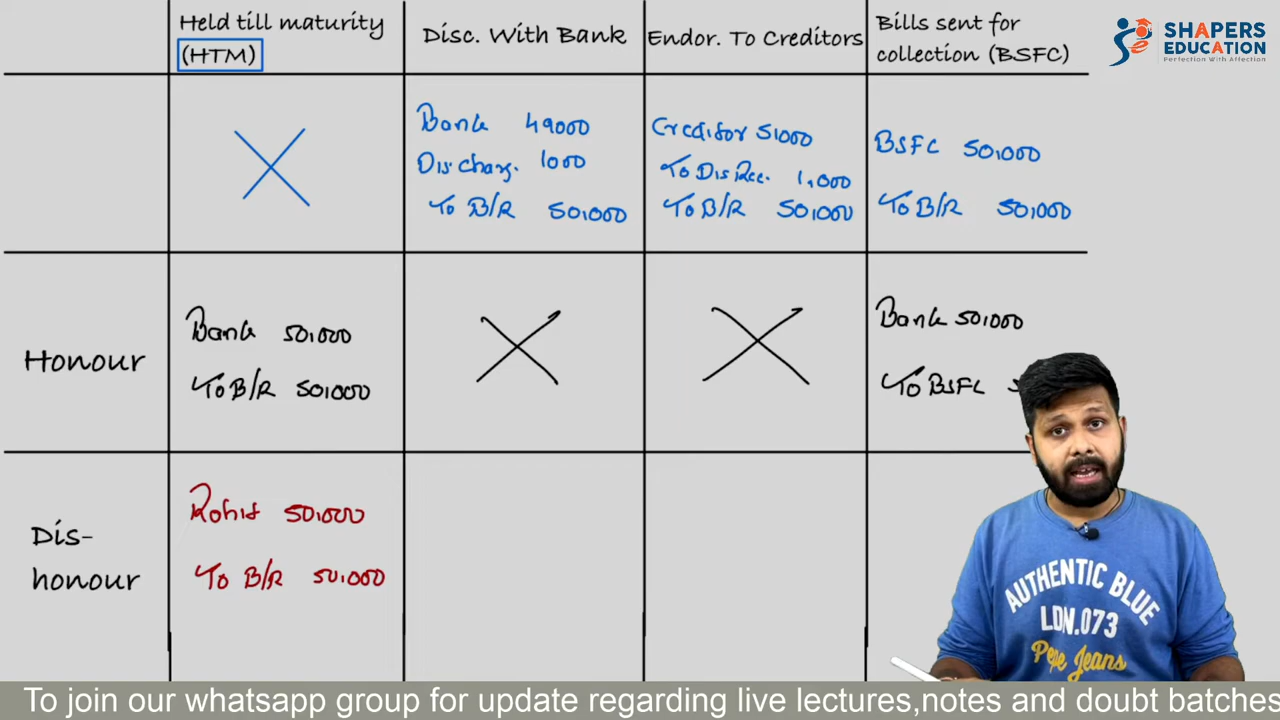 Held till maturity
(HTM)
Disc. With Bank
Endor. To Creditors
Bills sent for
collection (BSFC)
SHAPERS
EDUCATION
Perfection With Affection
Bank 49000
Dis charg. 1000
To B/R 50,000
Creditor 51000
To Dis Rec. 1,000
To B/R 50,000
BSFC 50,000
To B/R 50,000
Honour
Bank 50,000
To B/R 50,000
Bank 50,000
To BSFC
Dis-
honour
Rohit 50,000
To B/R 50,000
AUTHENTIC BLUE
LDN.073
Pepe Jeans
To join our whatsapp group for update regarding live lectures,notes and doubt batches